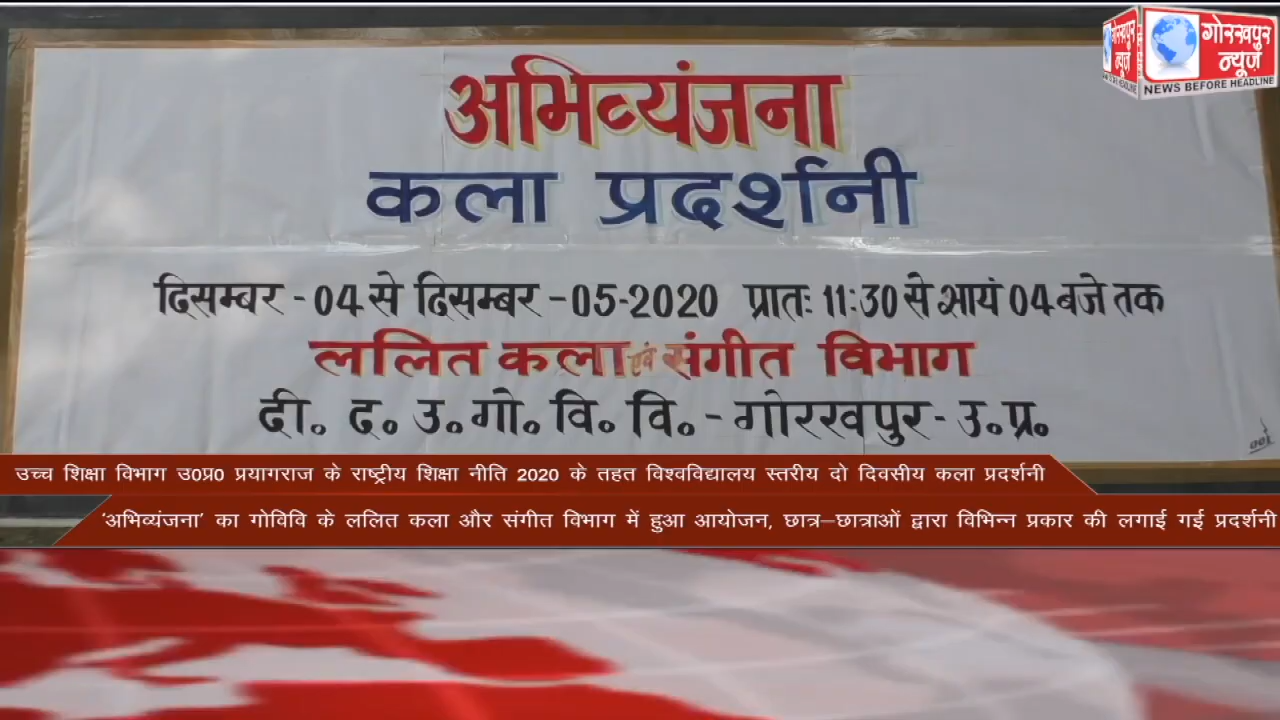 गोरखपुर
न्यूज
NEWS BEFORE HEADLINE
अभिव्यंजना
कला प्रदर्शनी
दिसम्बर - 04 से दिसम्बर - 05-2020 प्रातः 11:30 से शायं 04 बजे तक
ललित कला एवं संगीत विभाग
दी. द. उ. गो. वि. वि. - गोरखपुर - उ. प्र.
उच्च शिक्षा विभाग उ0प्र0 प्रयागराज के राष्ट्रीय शिक्षा नीति 2020 के तहत विश्वविद्यालय स्तरीय दो दिवसीय कला प्रदर्शनी
'अभिव्यंजना' का गोविवि के ललित कला और संगीत विभाग में हुआ आयोजन, छात्र–छात्राओं द्वारा विभिन्न प्रकार की लगाई गई प्रदर्शनी